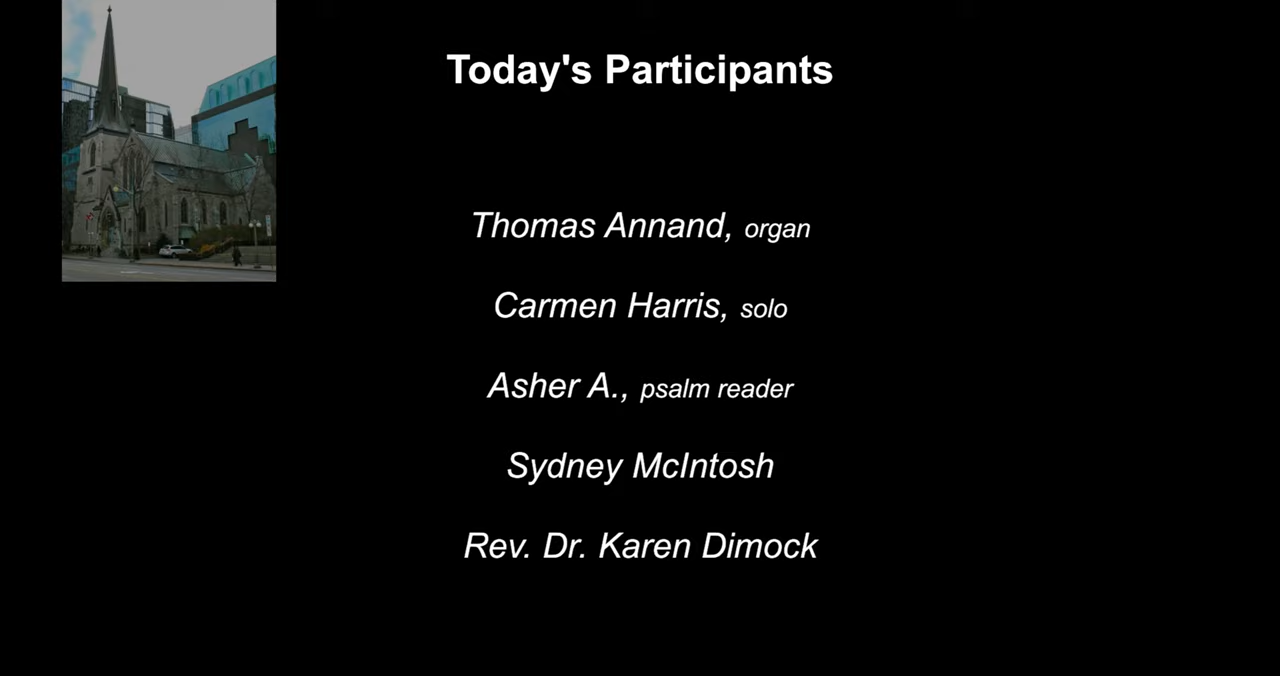 Today's Participants
Thomas Annand, organ
Carmen Harris, solo
Asher A., psalm reader
Sydney McIntosh
Rev. Dr. Karen Dimock